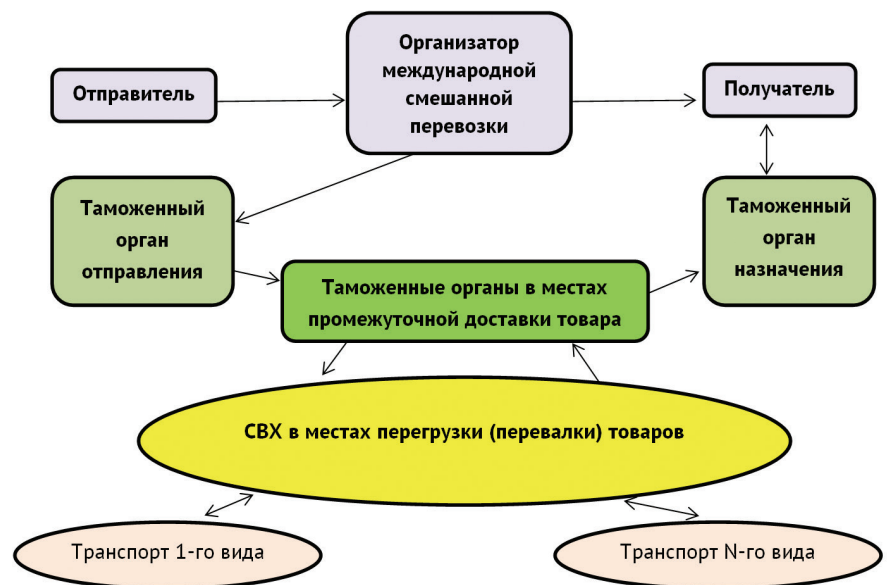 Отправитель
Организатор
международной
смешанной
перевозки
Получатель
Таможенный
орган
отправления
Таможенные органы в местах
промежуточной доставки товара
Таможенный
орган
назначения
СВХ в местах перегрузки (перевалки) товаров
Транспорт 1-го вида
Транспорт N-го вида